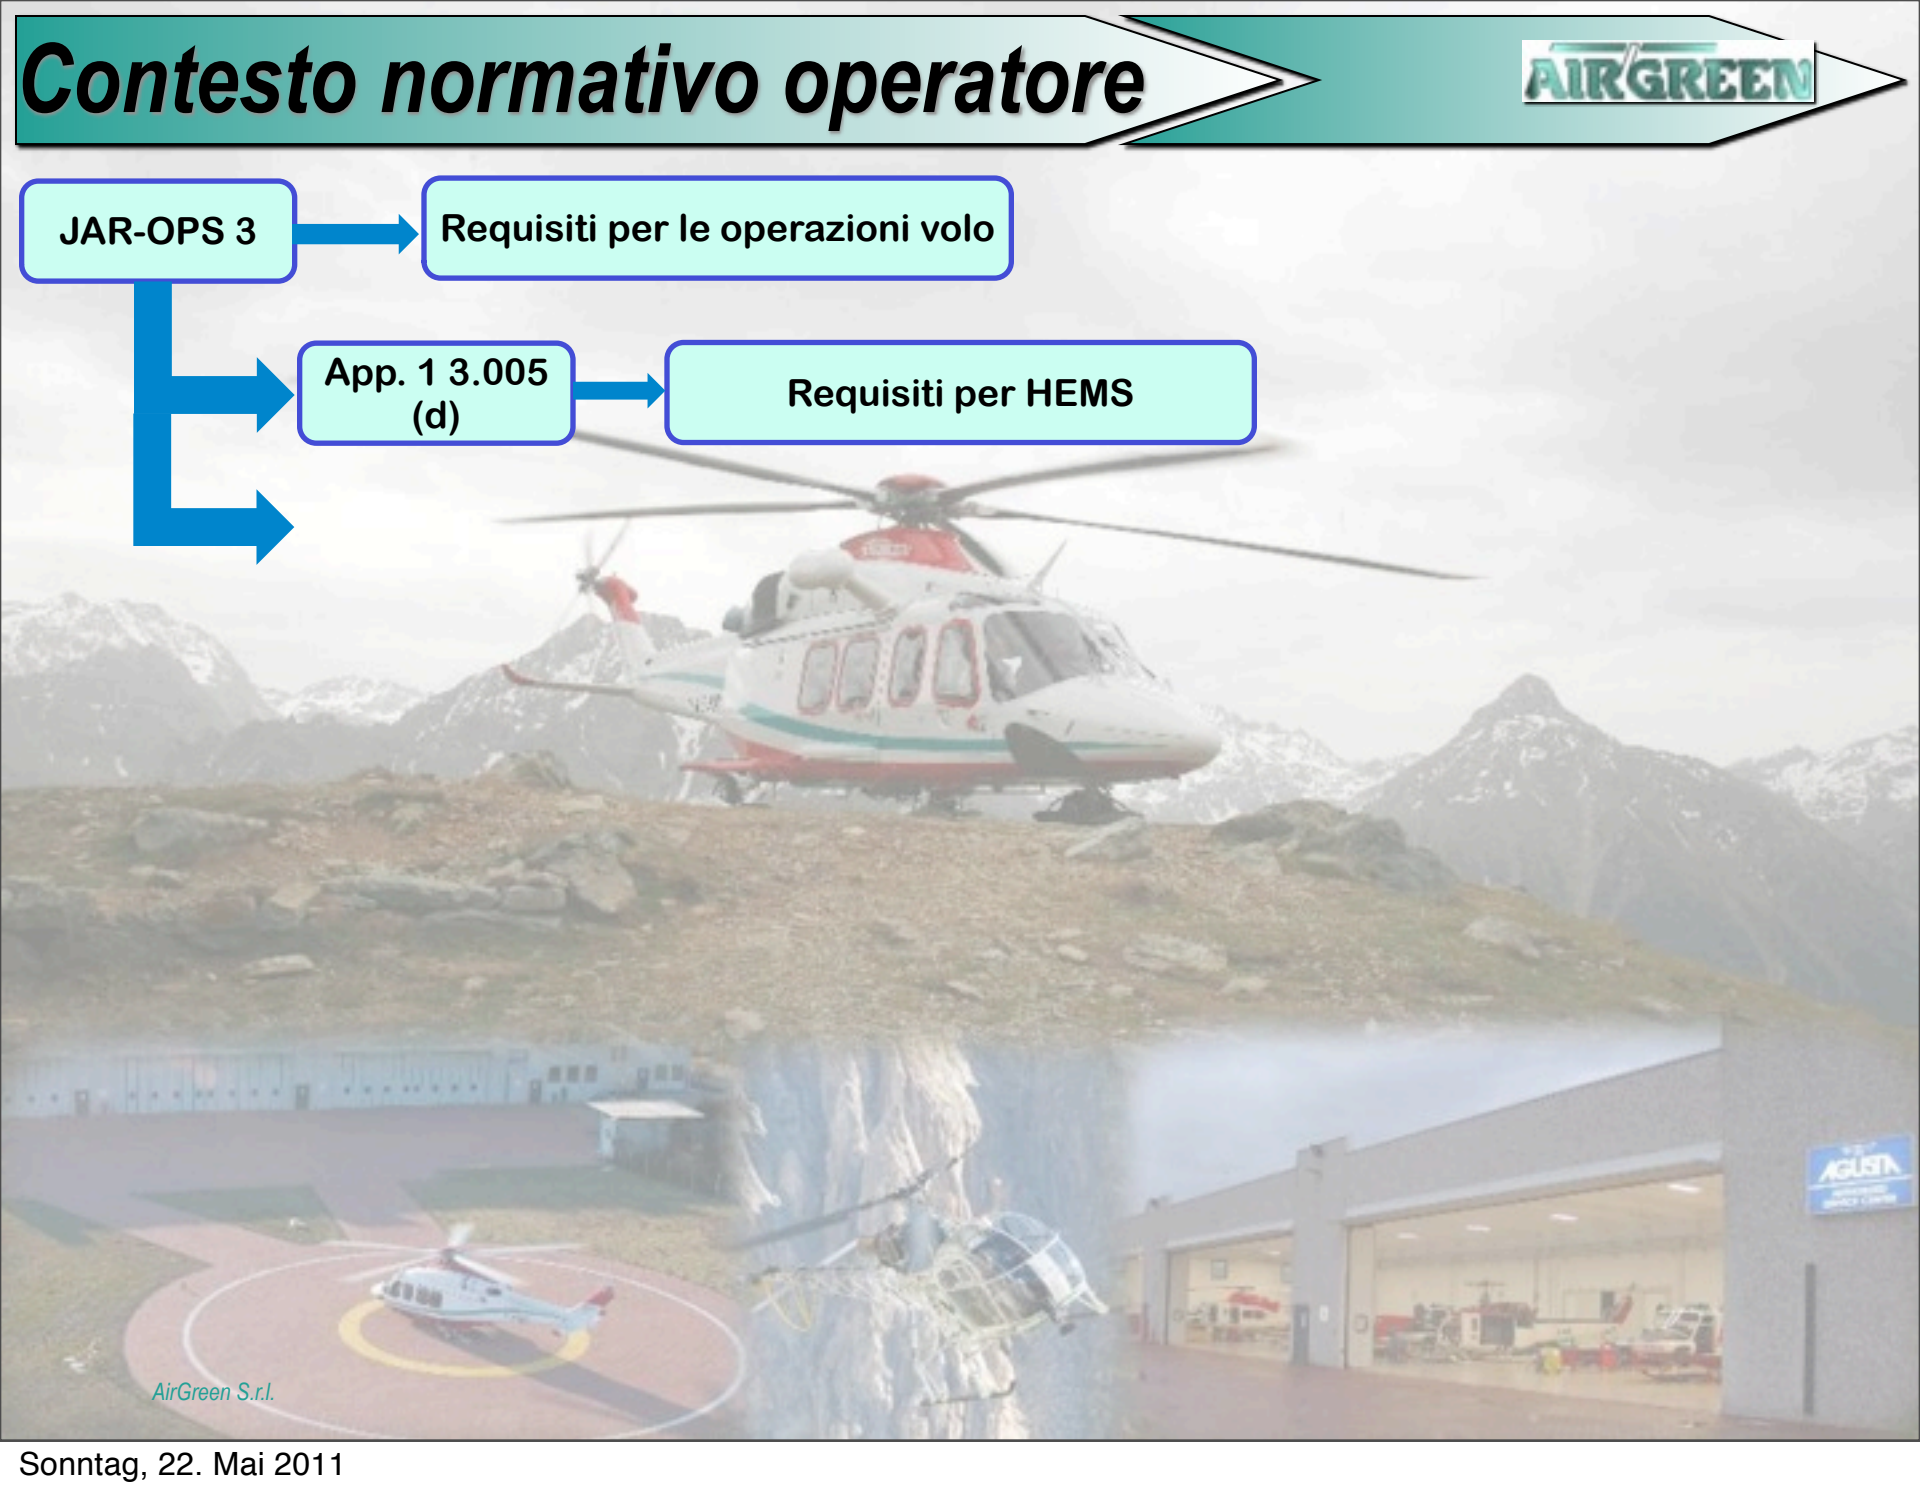 Contesto normativo operatore
AIRGREEN
JAR-OPS 3
Requisiti per le operazioni volo
App. 1 3.005
(d)
Requisiti per HEMS
AGUSTA
AirGreen S.r.l.
Sonntag, 22. Mai 2011